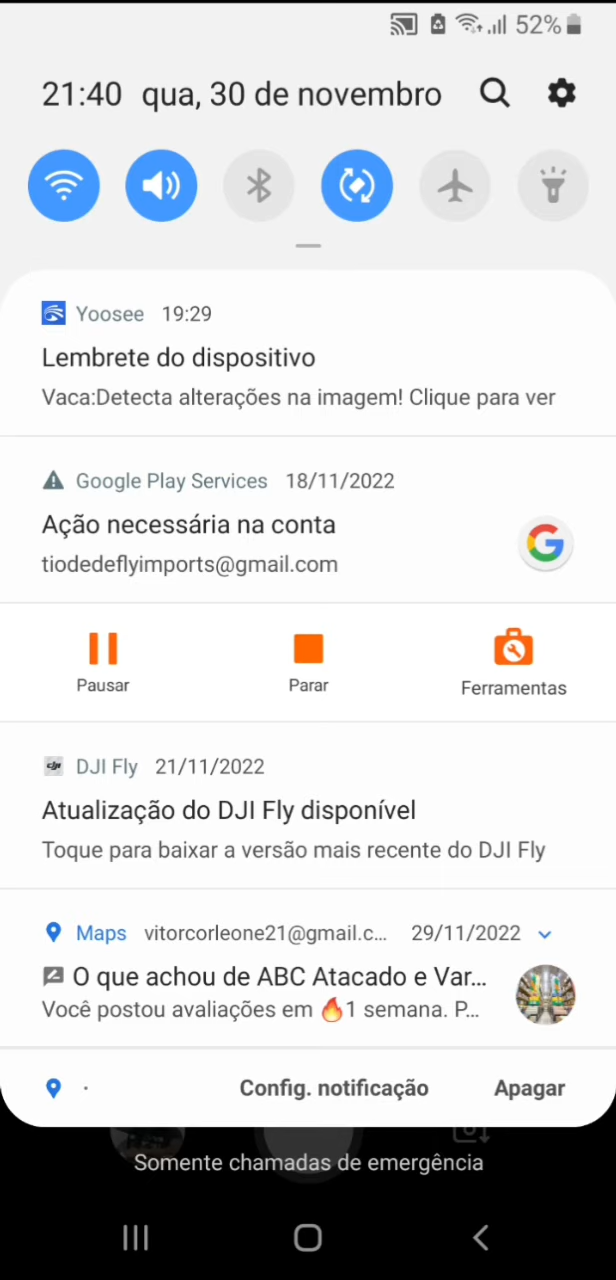 52%
21:40 qua, 30 de novembro
Yoosee 19:29
Lembrete do dispositivo
Vaca:Detecta alterações na imagem! Clique para ver
Google Play Services 18/11/2022
Ação necessária na conta
tiodedeflyimports@gmail.com
Pausar Parar Ferramentas
DJI Fly 21/11/2022
Atualização do DJI Fly disponível
Toque para baixar a versão mais recente do DJI Fly
Maps vitorcorleone21@gmail.c... 29/11/2022
O que achou de ABC Atacado e Var...
Você postou avaliações em 🔥1 semana. P...
Config. notificação Apagar
Somente chamadas de emergência